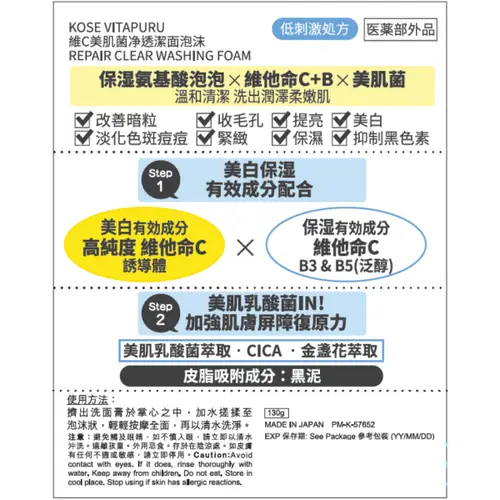 KOSE VITAPURU
維C美肌菌净透潔面泡沫
REPAIR CLEAR WASHING FOAM
低刺激処方
医薬部外品
保湿氨基酸泡泡×維他命C+B×美肌菌
溫和清潔 洗出潤澤柔嫩肌
改善暗粒 收毛孔 提亮 美白
淡化色斑痘痘 緊緻 保濕 抑制黑色素
Step 1
美白保湿
有效成分配合
美白有効成分
高純度 維他命C
誘導體
×
保湿有効成分
維他命C
B3 & B5(泛醇)
Step 2
美肌乳酸菌IN!
加強肌膚屏障復原力
美肌乳酸菌萃取・CICA ・金盞花萃取
皮脂吸附成分：黑泥
使用方法：
擠出洗面膏於掌心之中，加水搓揉至
泡沫狀，輕輕按摩全面，再以清水洗淨。
注意：避免觸及眼睛，如不慎入眼，請立即以清水
沖洗。遠離孩童。外用忌食。存於在陰涼處。如皮膚
有任何不適或敏感，請立即停用。Caution:Avoid
contact with eyes. If it does, rinse thoroughly with
water. Keep away from children. Do not eat. Store in
cool place. Stop using if skin has allergic reactions.
130g
MADE IN JAPAN PM-K-57652
EXP 保存期: See Package 參考包裝 (YY/MM/DD)